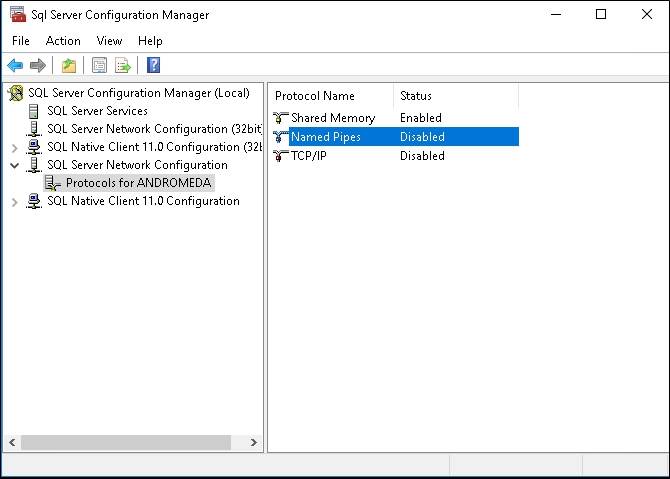 Sql Server Configuration Manager
File Action View Help
SQL Server Configuration Manager (Local)
SQL Server Services
SQL Server Network Configuration (32bit
SQL Native Client 11.0 Configuration (32b
SQL Server Network Configuration
Protocols for ANDROMEDA
SQL Native Client 11.0 Configuration
Protocol Name Status
Shared Memory Enabled
Named Pipes Disabled
TCP/IP Disabled